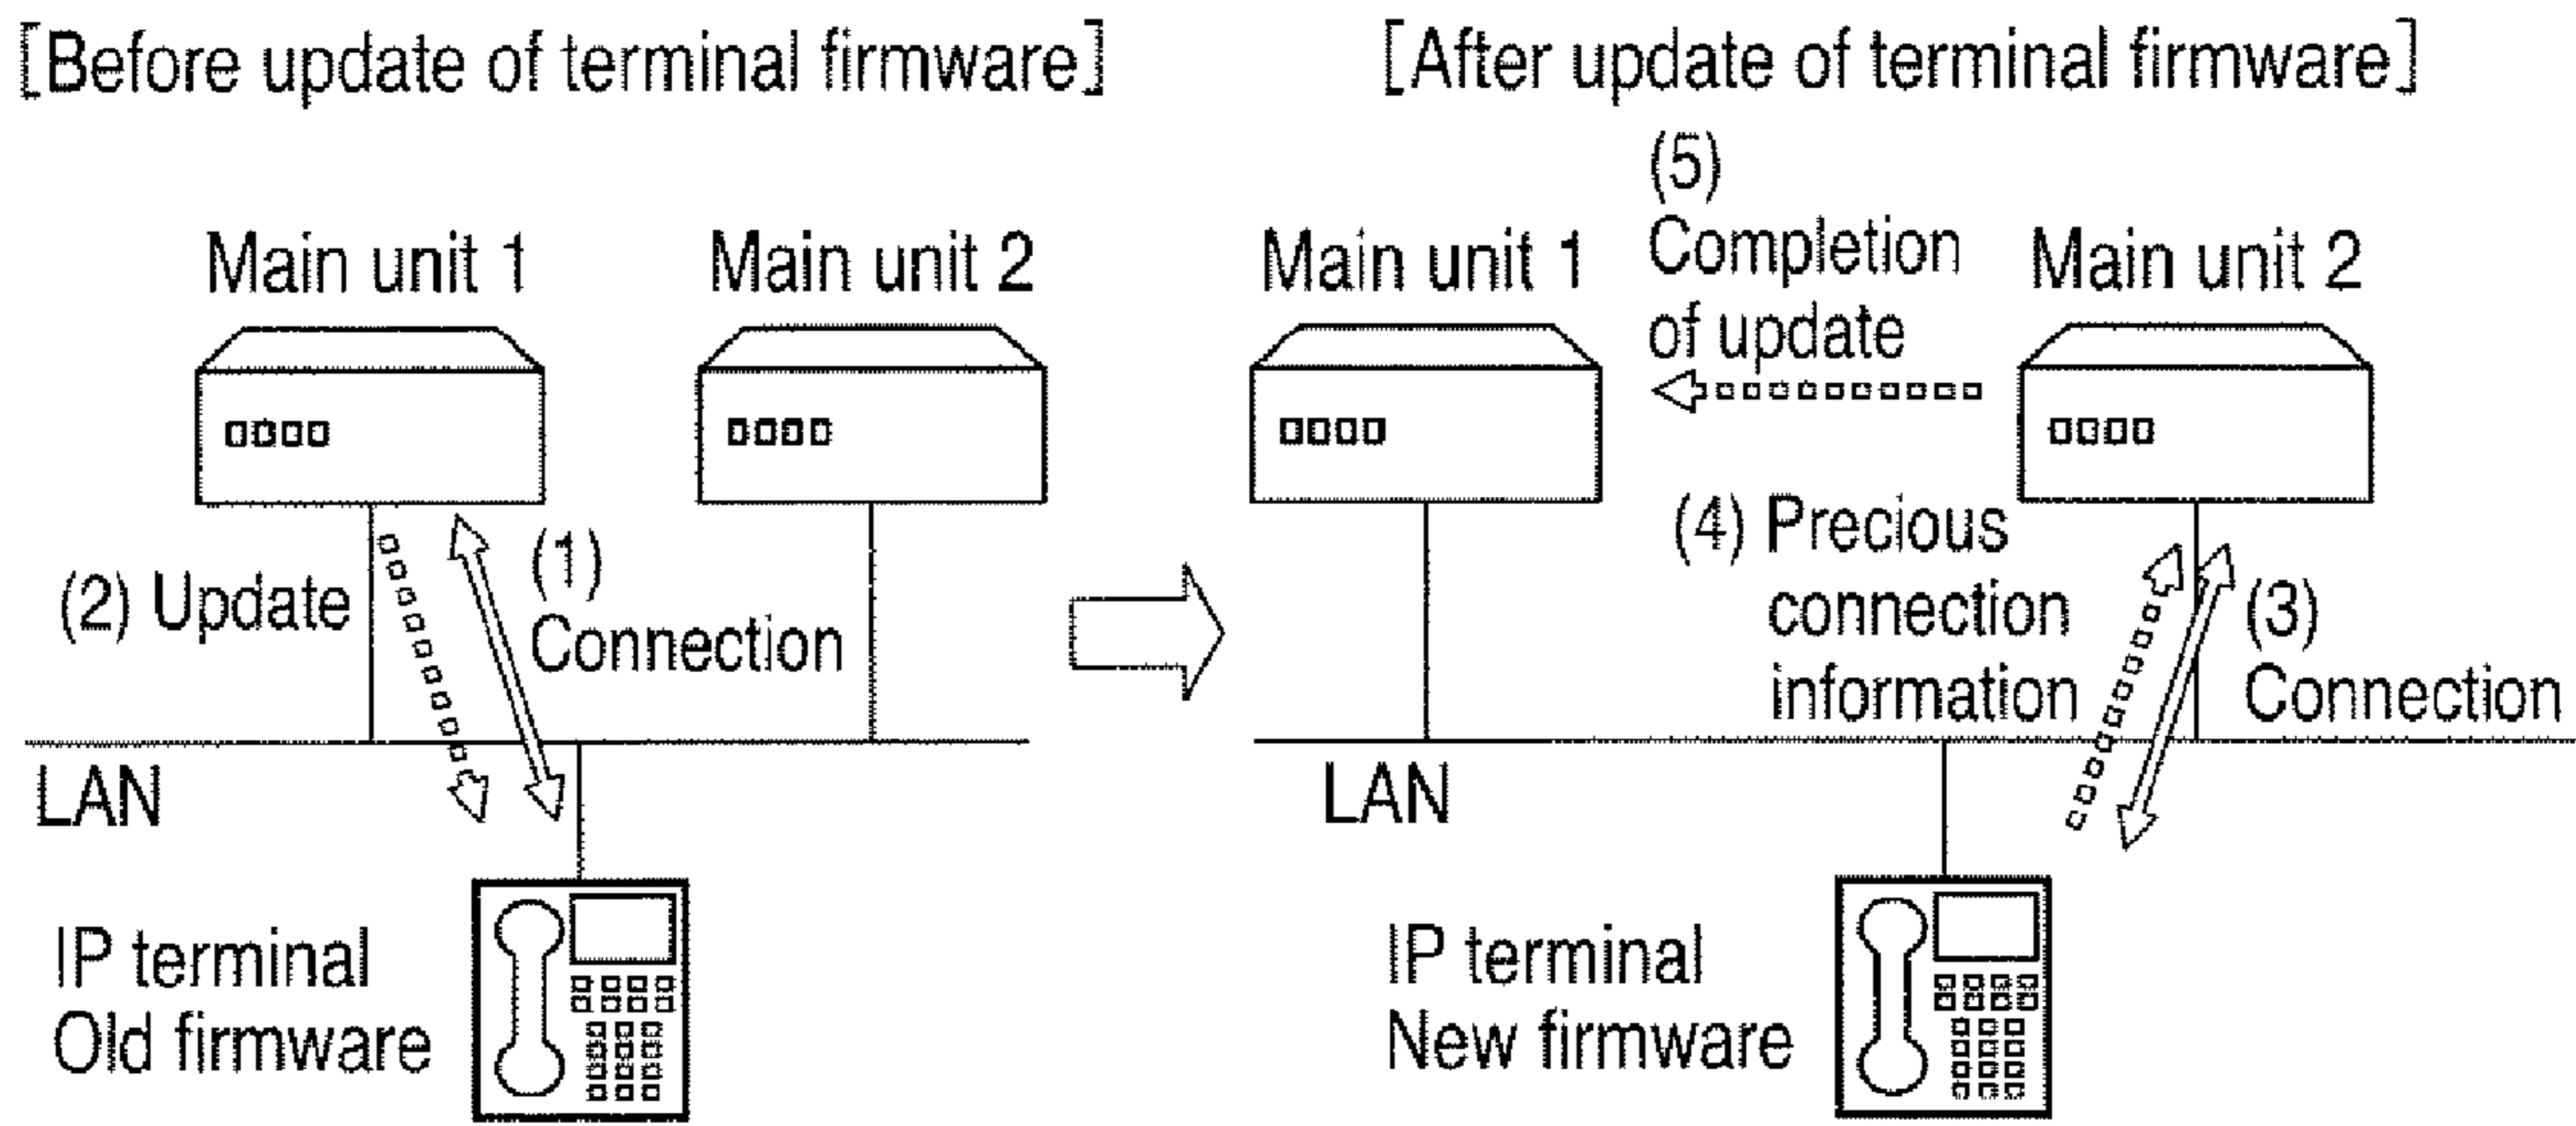 [Before update of terminal firmware]
Main unit 1
Main unit 2
(2) Update
(1)
Connection
LAN
IP terminal
Old firmware
[After update of terminal firmware]
(5)
Completion
of update
Main unit 1
Main unit 2
(4) Precious
connection
information
(3)
Connection
LAN
IP terminal
New firmware